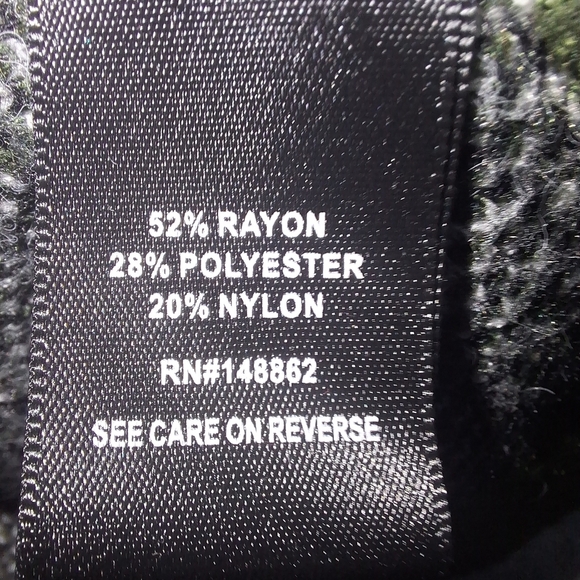 52% RAYON
28% POLYESTER
20% NYLON
RN#148862
SEE CARE ON REVERSE